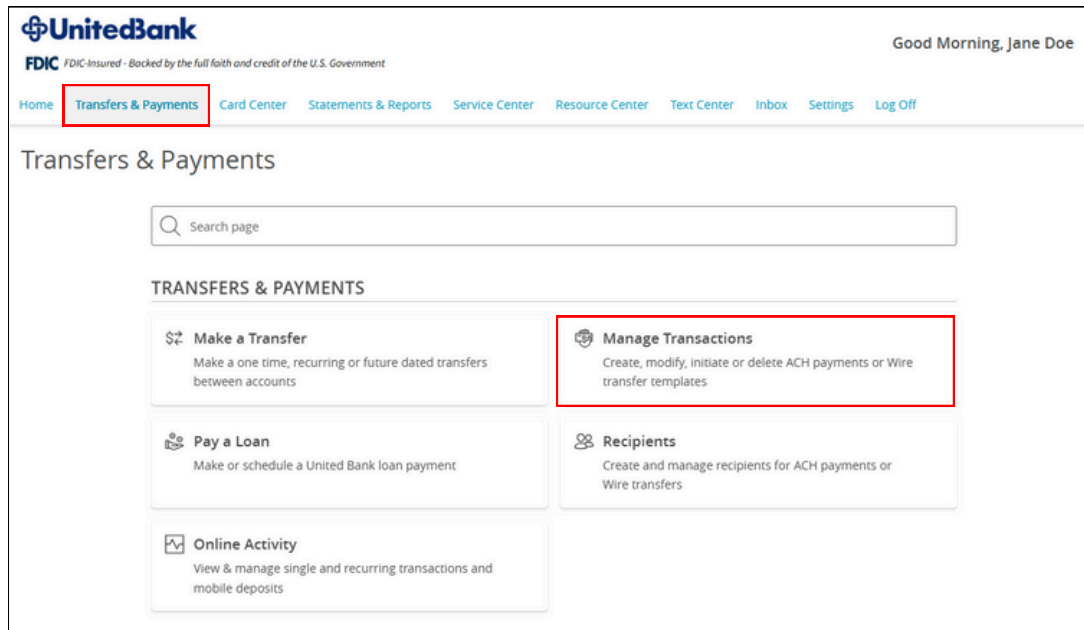 UnitedBank
Good Morning, Jane Doe
FDIC FDIC-Insured - Backed by the full faith and credit of the U.S. Government
Home Transfers & Payments Card Center Statements & Reports Service Center Resource Center Text Center Inbox Settings Log Off
Transfers & Payments
Search page
TRANSFERS & PAYMENTS
Make a Transfer
Make a one time, recurring or future dated transfers
between accounts
Manage Transactions
Create, modify, initiate or delete ACH payments or Wire
transfer templates
Pay a Loan
Make or schedule a United Bank loan payment
Recipients
Create and manage recipients for ACH payments or
Wire transfers
Online Activity
View & manage single and recurring transactions and
mobile deposits